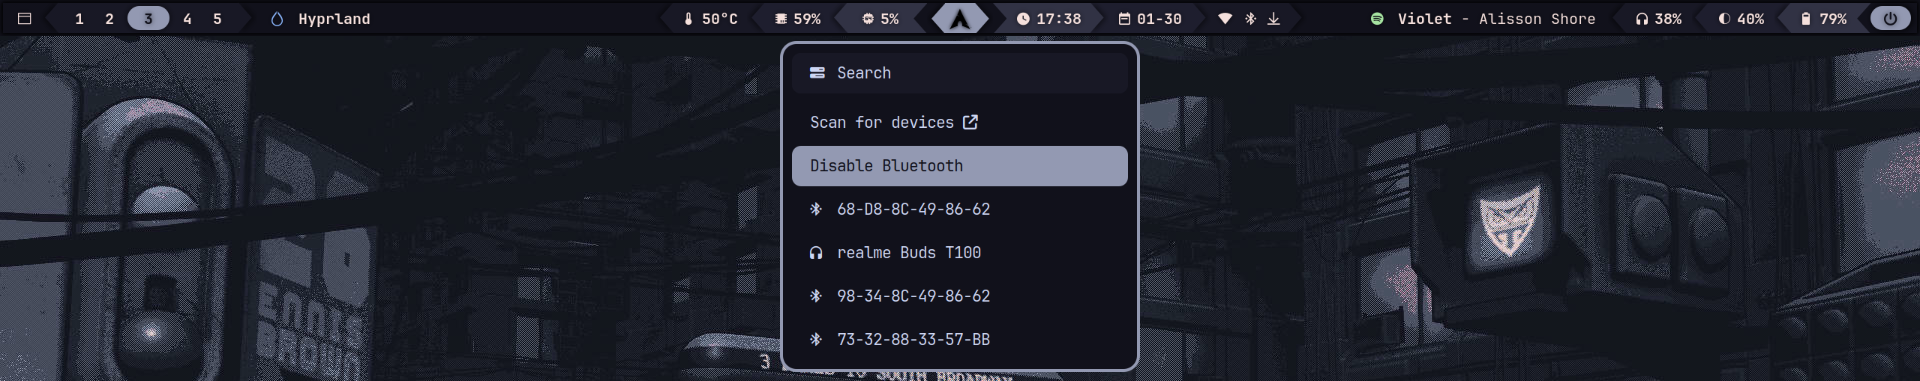 1 2 3 4 5 Hyprland 50°C 59% 5% 17:38 01-30 Violet - Alisson Shore 38% 40% 79%
Search
Scan for devices
Disable Bluetooth
68-D8-8C-49-86-62
realme Buds T100
98-34-8C-49-86-62
73-32-88-33-57-BB
26
ENNIS
BROWN
3
TO SOUTH BROADWAY